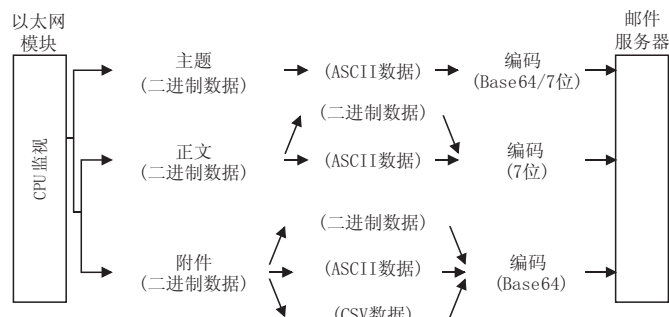 以太网
模块
邮件
服务器
主题
(二进制数据)
(ASCII数据)
编码
(Base64/7位)
(二进制数据)
CPU监视
正文
(二进制数据)
(ASCII数据)
编码
(7位)
(二进制数据)
附件
(二进制数据)
(ASCII数据)
编码
(Base64)
(CSV数据)